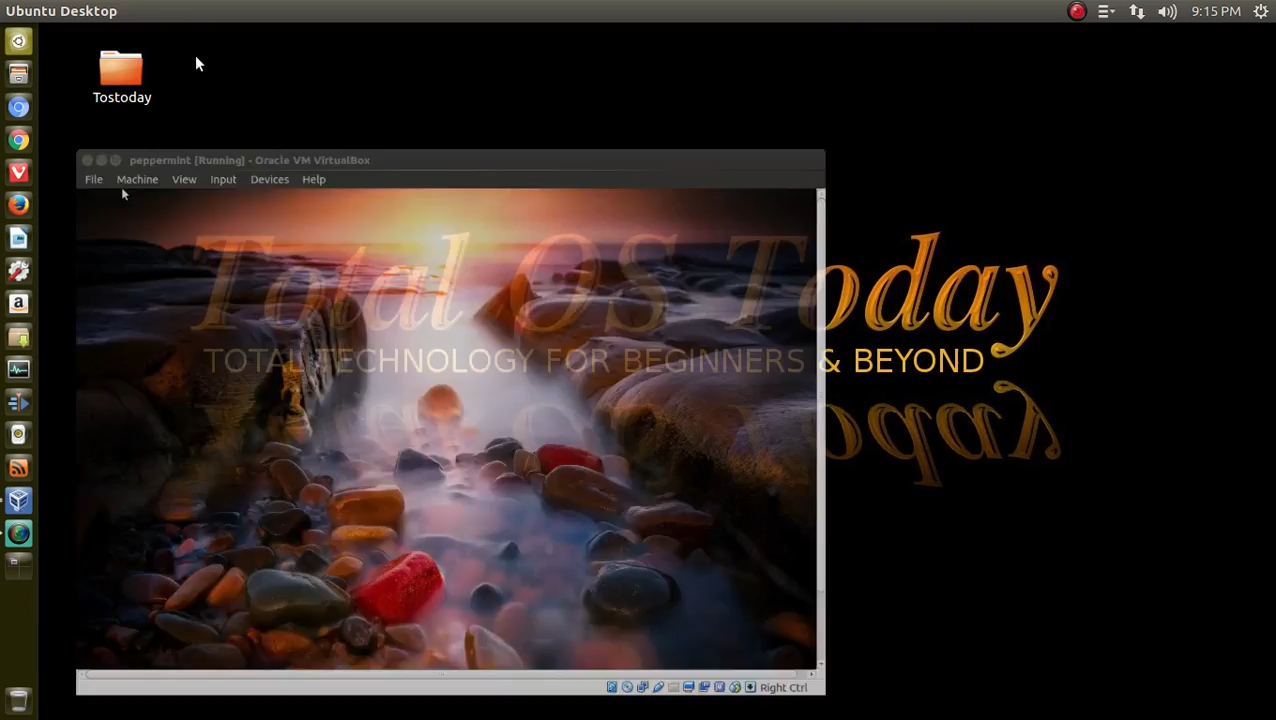 Ubuntu Desktop
9:15 PM
Tostoday
peppermint [Running] - Oracle VM VirtualBox
File Machine View Input Devices Help
Total OS Today
TOTAL TECHNOLOGY FOR BEGINNERS & BEYOND
a
Right Ctrl